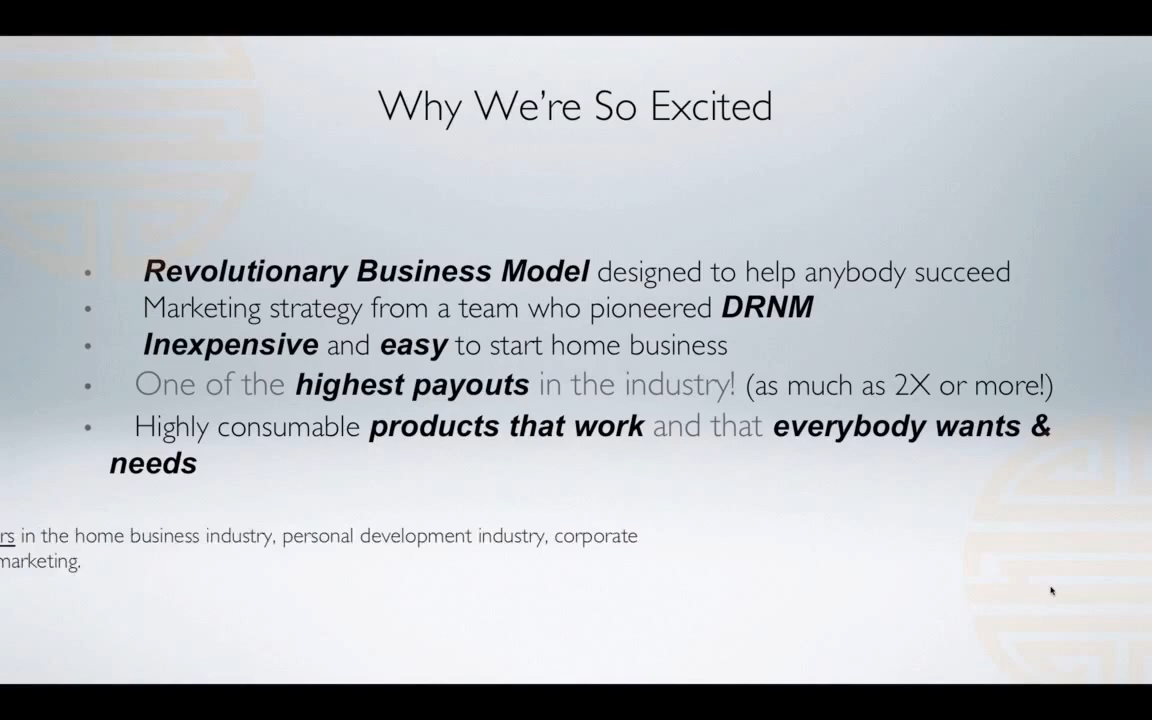 Why We're So Excited
• Revolutionary Business Model designed to help anybody succeed
• Marketing strategy from a team who pioneered DRNM
• Inexpensive and easy to start home business
• One of the highest payouts in the industry! (as much as 2X or more!)
• Highly consumable products that work and that everybody wants &
needs
rs in the home business industry, personal development industry, corporate
marketing.